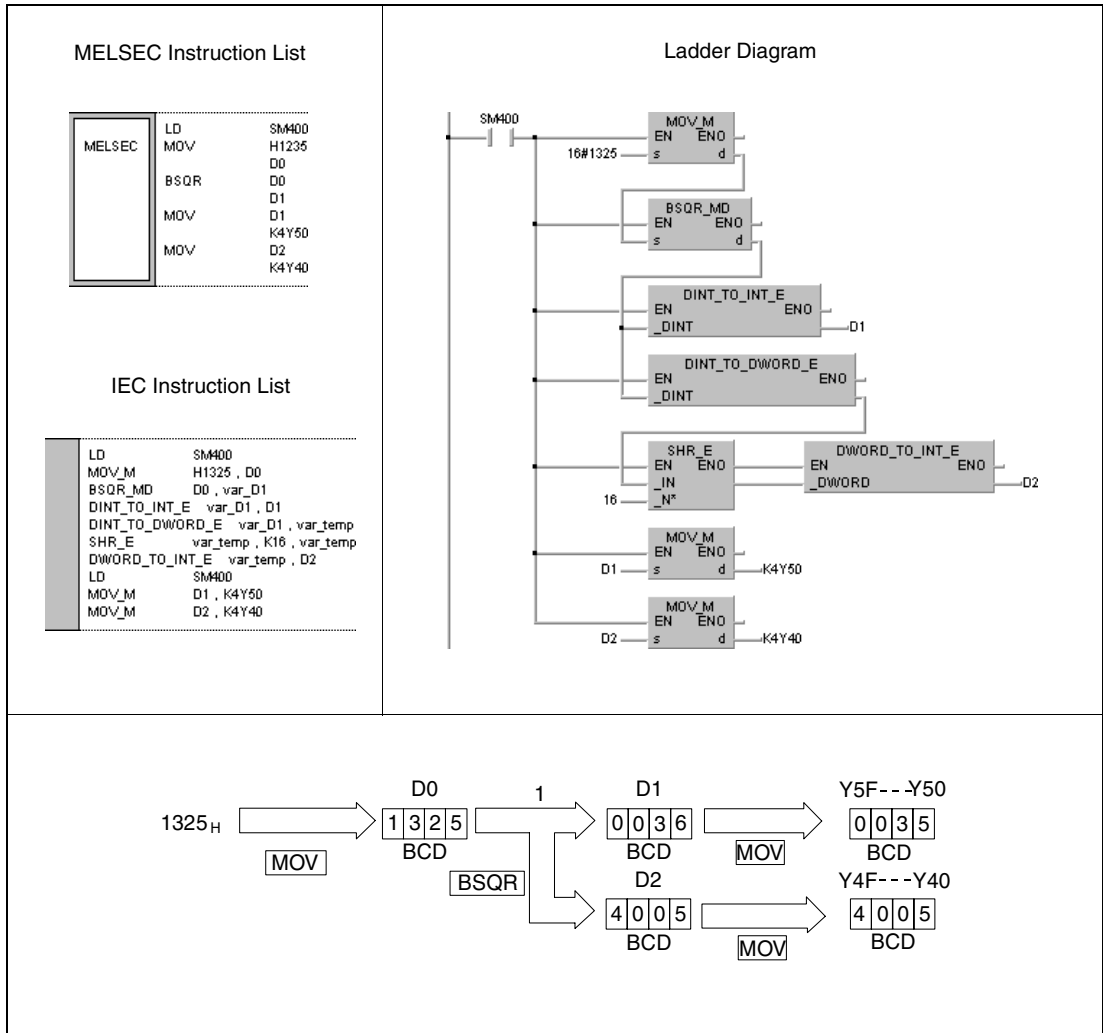 MELSEC Instruction List
MELSEC
LD SM400
MOV H1235
D0
BSQR D0
D1
MOV D1
K4Y50
MOV D2
K4Y40
IEC Instruction List
LD SM400
MOV_M H1325 , D0
BSQR_MD D0 , var_D1
DINT_TO_INT_E var_D1 , D1
DINT_TO_DWORD_E var_D1 , var_temp
SHR_E var_temp , K16 , var_temp
DWORD_TO_INT_E var_temp , D2
LD SM400
MOV_M D1 , K4Y50
MOV_M D2 , K4Y40
Ladder Diagram
SM400
MOV_M
EN ENO
16#1325 s d
BSQR_MD
EN ENO
s d
DINT_TO_INT_E
EN ENO
_DINT D1
DINT_TO_DWORD_E
EN ENO
_DINT
SHR_E DWORD_TO_INT_E
EN ENO EN ENO
_IN _DWORD D2
16 _N*
MOV_M
EN ENO
D1 s d K4Y50
MOV_M
EN ENO
D2 s d K4Y40
D0 1 D1 Y5F---Y50
1325H 1 3 2 5 0 0 3 6 0 0 3 5
BCD BCD BCD
MOV BSQR MOV
D2 Y4F---Y40
4 0 0 5 4 0 0 5
BCD MOV BCD